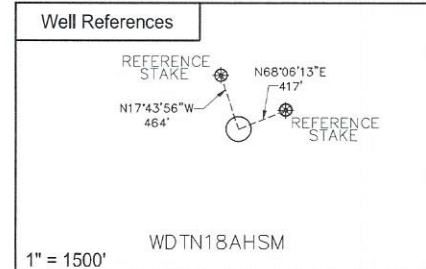 Well References
REFERENCE
STAKE
N68°06'13"E
417'
N17°43'56"W
464'
REFERENCE
STAKE
WDTN18AHSM
1" = 1500'